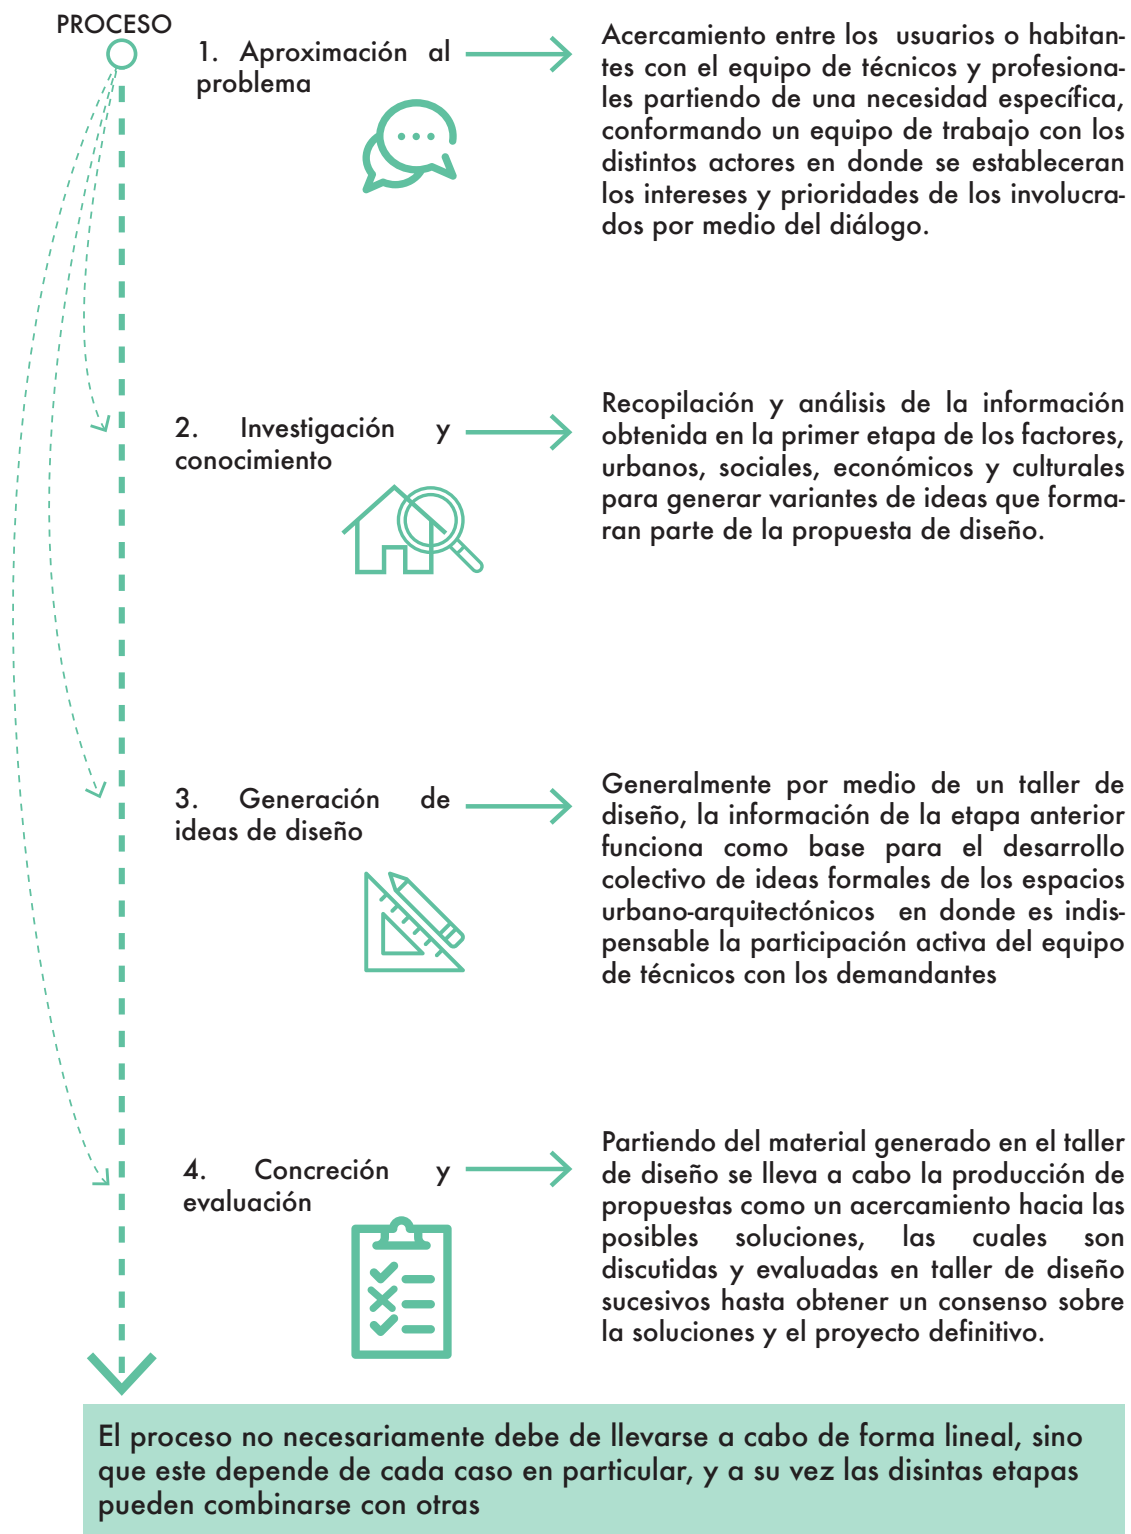 PROCESO
1. Aproximación al
problema
Acercamiento entre los usuarios o habitan-
tes con el equipo de técnicos y profesiona-
les partiendo de una necesidad específica,
conformando un equipo de trabajo con los
distintos actores en donde se estableceran
los intereses y prioridades de los involucra-
dos por medio del diálogo.
2. Investigación y
conocimiento
Recopilación y análisis de la información
obtenida en la primer etapa de los factores,
urbanos, sociales, económicos y culturales
para generar variantes de ideas que forma-
ran parte de la propuesta de diseño.
3. Generación de
ideas de diseño
Generalmente por medio de un taller de
diseño, la información de la etapa anterior
funciona como base para el desarrollo
colectivo de ideas formales de los espacios
urbano-arquitectónicos en donde es indis-
pensable la participación activa del equipo
de técnicos con los demandantes
4. Concreción y
evaluación
Partiendo del material generado en el taller
de diseño se lleva a cabo la producción de
propuestas como un acercamiento hacia las
posibles soluciones, las cuales son
discutidas y evaluadas en taller de diseño
sucesivos hasta obtener un consenso sobre
la soluciones y el proyecto definitivo.
El proceso no necesariamente debe de llevarse a cabo de forma lineal, sino
que este depende de cada caso en particular, y a su vez las disintas etapas
pueden combinarse con otras